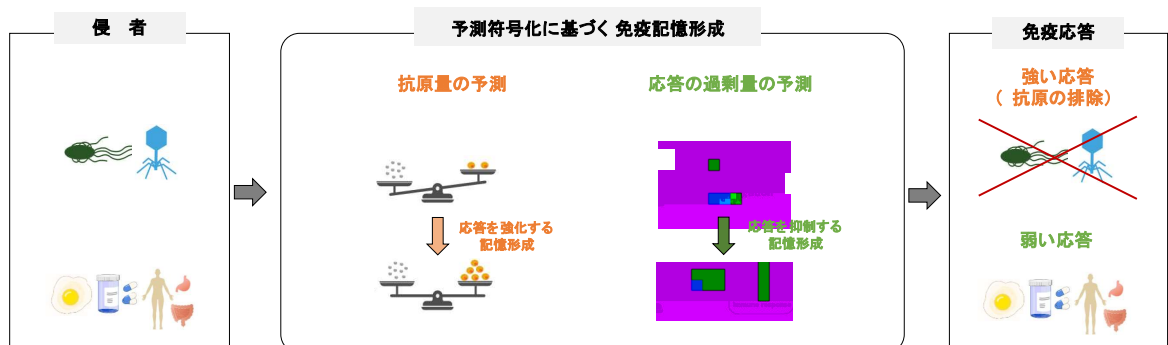 侵 者
予測符号化に基づく 免疫記憶形成
免疫応答
抗原量の予測
応答の過剰量の予測
強い応答
( 抗原の排除)
応答を強化する
記憶形成
応答を抑制する
記憶形成
弱い応答